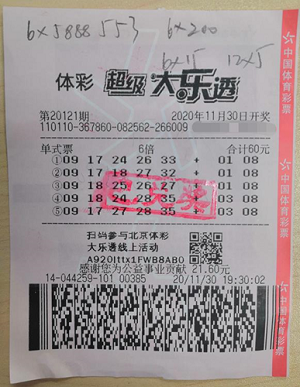 6×5888553 6×200
6×15 12×5
体彩 超级大乐透
第20121期 2020年11月30日开奖
110110-367860-082562-266009
单式票 6倍 合计60元
①09 17 24 26 33 + 01 08
②09 17 18 27 32 + 01 08
③09 18 25 26 27 + 01 08
④09 18 24 28 35 + 03 08
⑤09 17 27 28 35 + 03 08
扫码参与北京体彩
大乐透线上活动
A920lttx1FWB8AB0
感谢您为公益事业贡献 21.60元
14-044259-101 00385 20/11/30 19:30:02
中国体育彩票
中国体育彩票